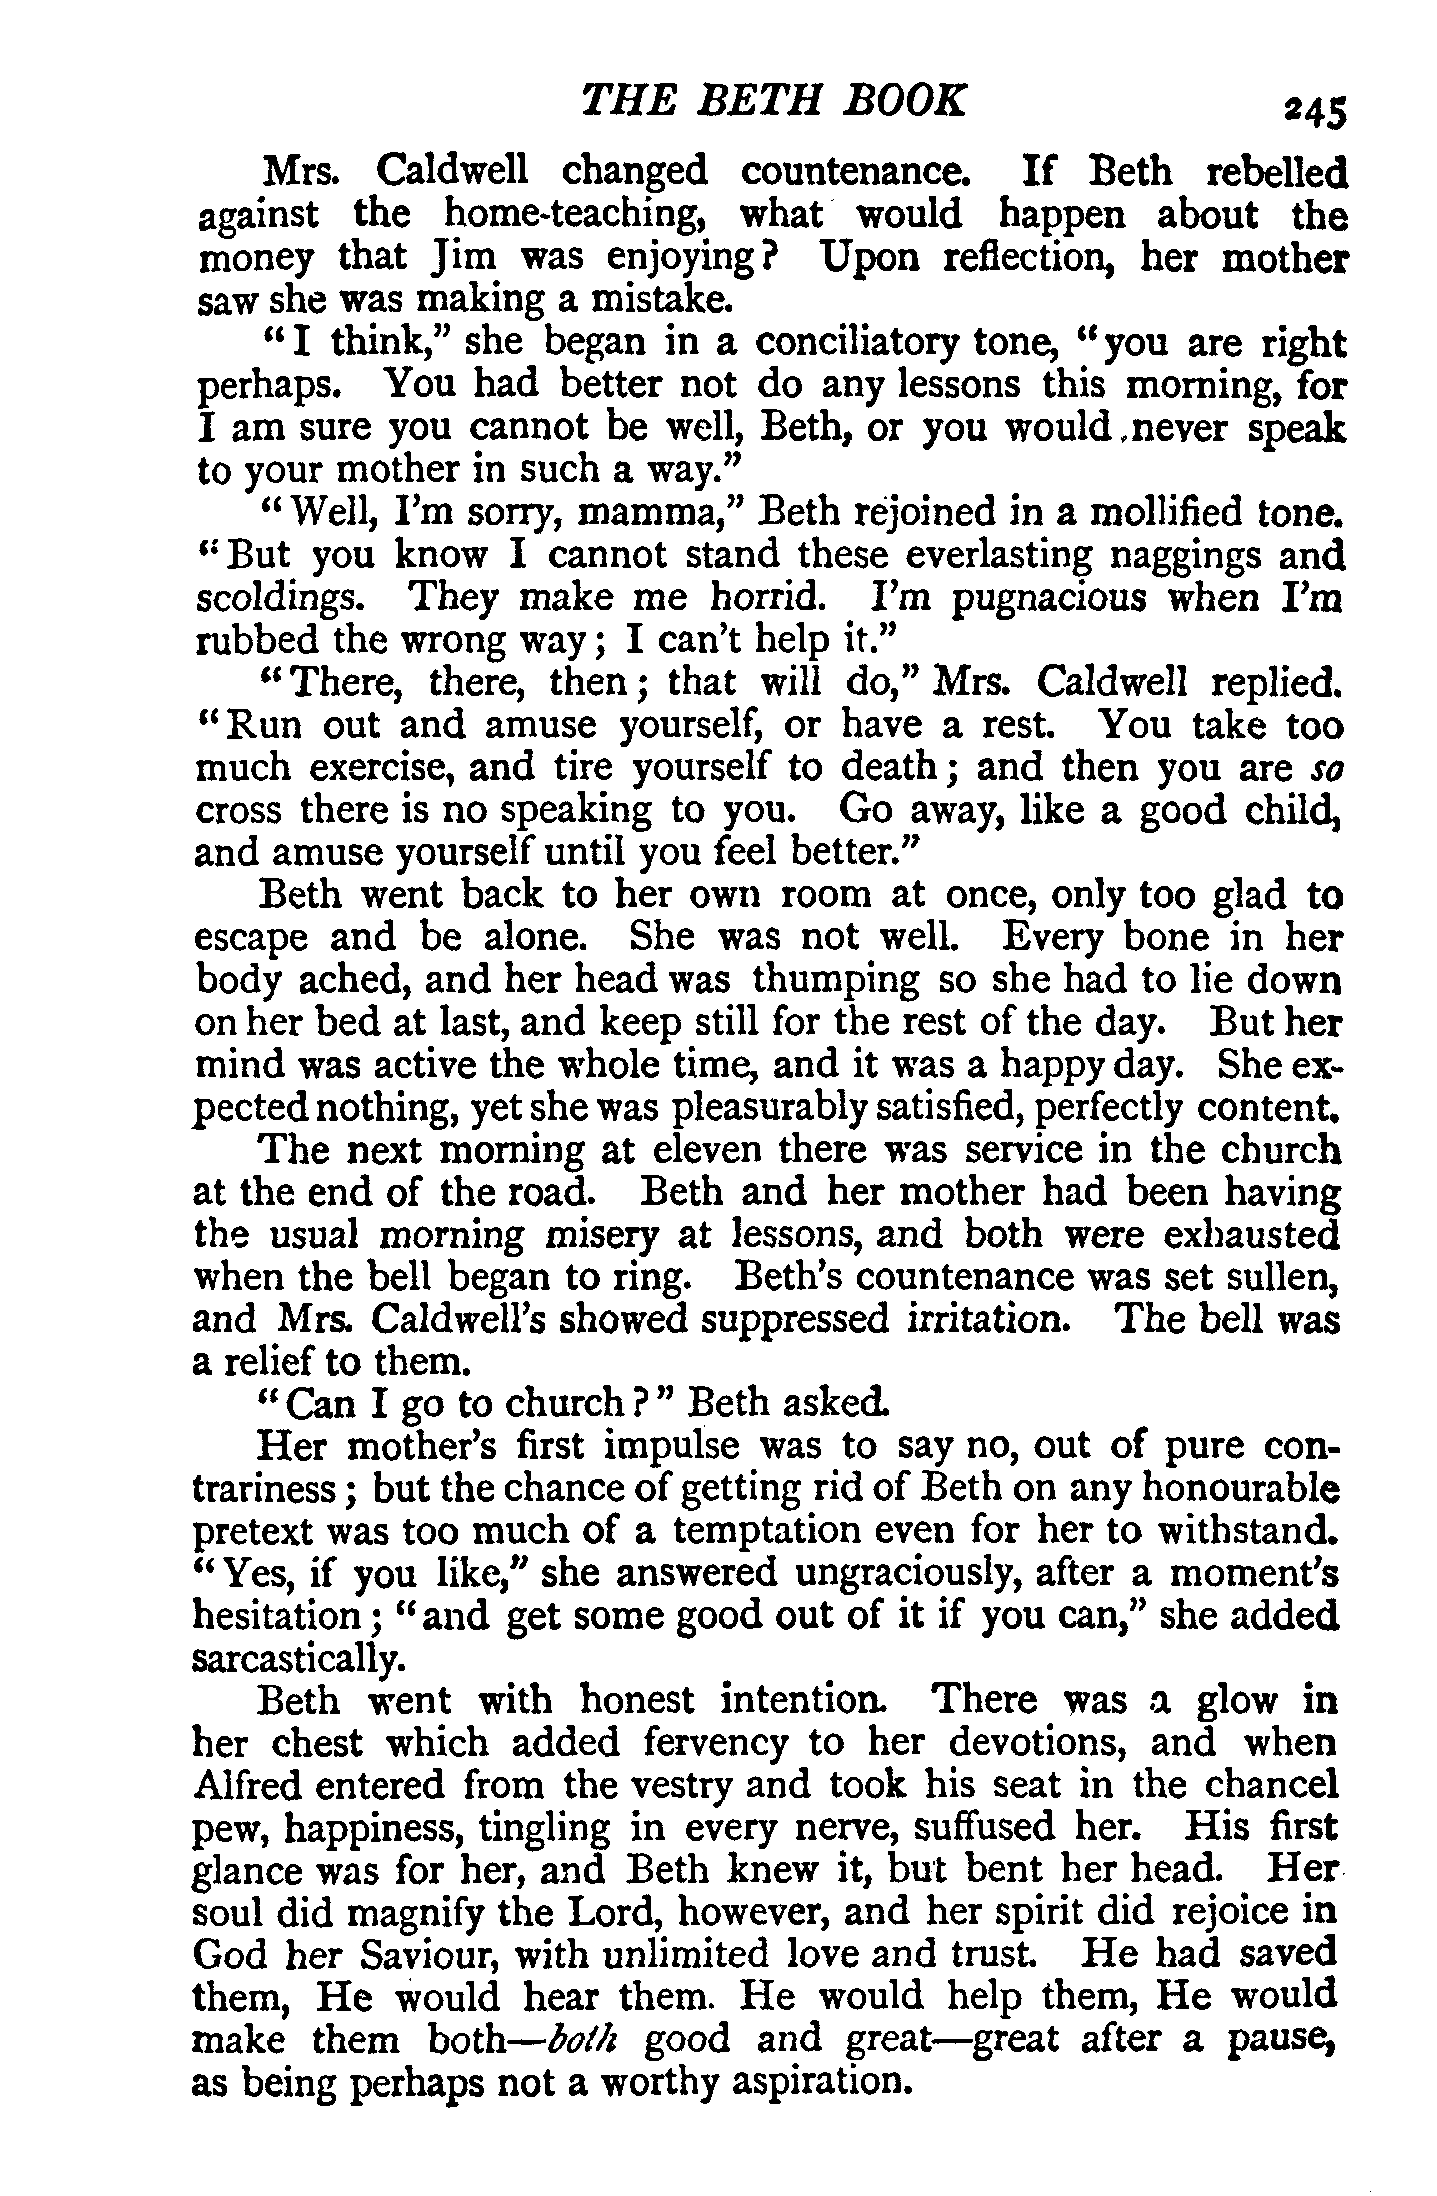 THE BETH BOOK 245
Mrs. Caldwell changed countenance. If Beth rebelled
against the home-teaching, what would happen about the
money that Jim was enjoying? Upon reflection, her mother
saw she was making a mistake.
"I think," she began in a conciliatory tone, "you are right
perhaps. You had better not do any lessons this morning, for
I am sure you cannot be well, Beth, or you would never speak
to your mother in such a way."
"Well, I'm sorry, mamma," Beth rejoined in a mollified tone.
"But you know I cannot stand these everlasting naggings and
scoldings. They make me horrid. I'm pugnacious when I'm
rubbed the wrong way; I can't help it."
"There, there, then; that will do," Mrs. Caldwell replied.
"Run out and amuse yourself, or have a rest. You take too
much exercise, and tire yourself to death; and then you are so
cross there is no speaking to you. Go away, like a good child,
and amuse yourself until you feel better."
Beth went back to her own room at once, only too glad to
escape and be alone. She was not well. Every bone in her
body ached, and her head was thumping so she had to lie down
on her bed at last, and keep still for the rest of the day. But her
mind was active the whole time, and it was a happy day. She ex-
pected nothing, yet she was pleasurably satisfied, perfectly content.
The next morning at eleven there was service in the church
at the end of the road. Beth and her mother had been having
the usual morning misery at lessons, and both were exhausted
when the bell began to ring. Beth's countenance was set sullen,
and Mrs. Caldwell's showed suppressed irritation. The bell was
a relief to them.
"Can I go to church?" Beth asked.
Her mother's first impulse was to say no, out of pure con-
trariness; but the chance of getting rid of Beth on any honourable
pretext was too much of a temptation even for her to withstand.
"Yes, if you like," she answered ungraciously, after a moment's
hesitation; "and get some good out of it if you can," she added
sarcastically.
Beth went with honest intention. There was a glow in
her chest which added fervency to her devotions, and when
Alfred entered from the vestry and took his seat in the chancel
pew, happiness, tingling in every nerve, suffused her. His first
glance was for her, and Beth knew it, but bent her head. Her
soul did magnify the Lord, however, and her spirit did rejoice in
God her Saviour, with unlimited love and trust. He had saved
them, He would hear them. He would help them, He would
make them both—both good and great—great after a pause,
as being perhaps not a worthy aspiration.